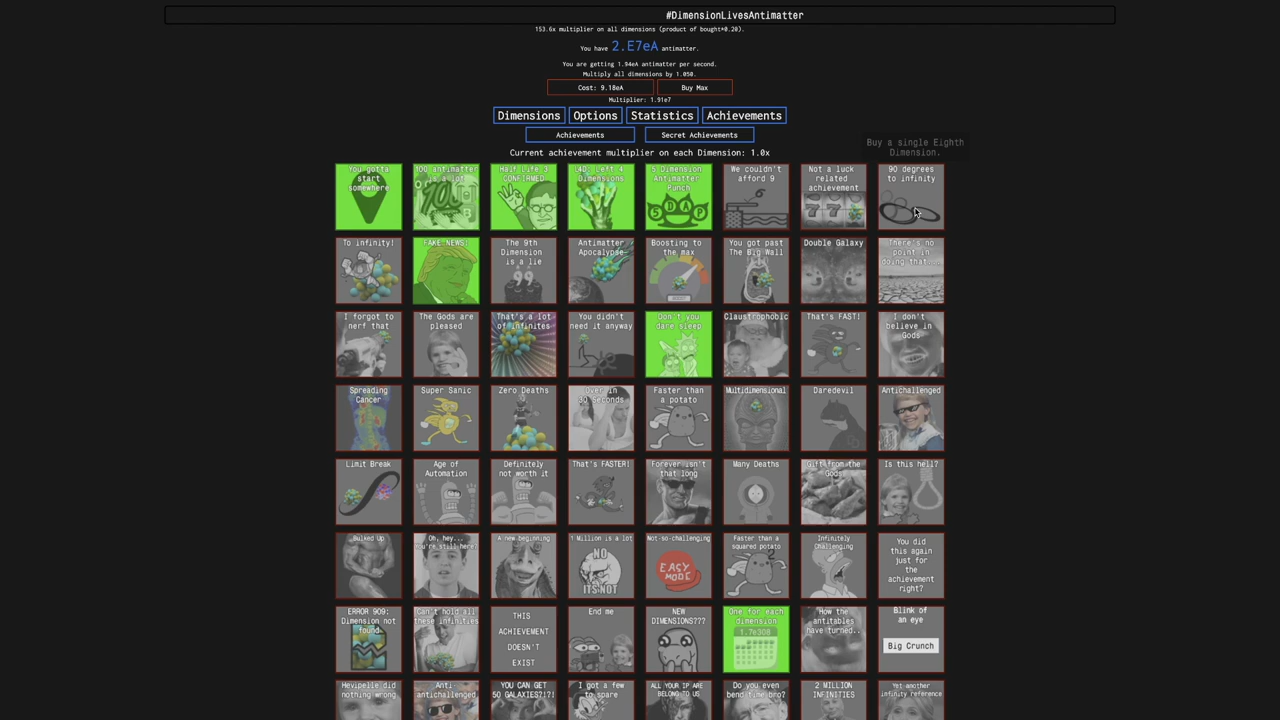 #DimensionLivesAntimatter
153.6x multiplier on all dimensions (product of bought*0.20).
You have 2.E7eA antimatter.
You are getting 1.94eA antimatter per second.
Multiply all dimensions by 1.050.
Cost: 9.18eA Buy Max
Multiplier: 1.91e7
Dimensions Options Statistics Achievements
Achievements Secret Achievements
Current achievement multiplier on each Dimension: 1.0x
Buy a single Eighth
Dimension.
You gotta
start
somewhere
100 antimatter
is a lot
Half Life 3
CONFIRMED
L4D: Left 4
Dimensions
5 Dimension
Antimatter
Punch
5 D A P
We couldn't
afford 9
Not a luck
related
achievement
7 7
90 degrees
to infinity
To infinity!
FAKE NEWS!
The 9th
Dimension
is a lie
99
Antimatter
Apocalypse
Boosting to
the max
You got past
The Big Wall
Double Galaxy
There's no
point in
doing that...
I forgot to
nerf that
The Gods are
pleased
That's a lot
of infinites
You didn't
need it anyway
Don't you
dare sleep
Claustrophobic
That's FAST!
I don't
believe in
Gods
Spreading
Cancer
Super Sanic
Zero Deaths
Over in
30 Seconds
Faster than
a potato
Multidimensional
Daredevil
Antichallenged
Limit Break
Age of
Automation
Definitely
not worth it
That's FASTER!
Forever isn't
that long
Many Deaths
Gift from the
Gods
Is this hell?
Bulked Up
Oh, hey...
You're still here?
A new beginning
1 Million is a lot
NO
ITS NOT
Not-so-challenging
EASY
MODE
Faster than a
squared potato
Infinitely
Challenging
You did
this again
just for
the
achievement
right?
ERROR 909:
Dimension not
found
Can't hold all
these infinities
THIS
ACHIEVEMENT
DOESN'T
EXIST
End me
NEW
DIMENSIONS???
One for each
dimension
1.7e308
How the
antitables
have turned..
Blink of
an eye
Big Crunch
Hevipelle did
nothing wrong
Anti-
antichallenged
YOU CAN GET
50 GALAXIES?!?!
I got a few
to spare
ALL YOUR IP ARE
BELONG TO US
Do you even
bend time bro?
2 MILLION
INFINITIES
Yet another
infinity reference